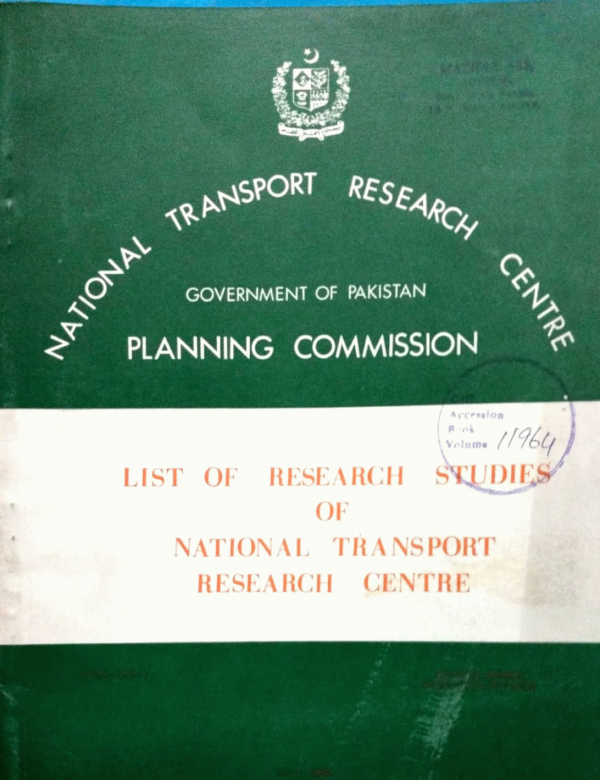 NATIONAL TRANSPORT RESEARCH CENTRE
GOVERNMENT OF PAKISTAN
PLANNING COMMISSION
Accession
Book
Volume 11964
LIST OF RESEARCH STUDIES
OF
NATIONAL TRANSPORT
RESEARCH CENTRE